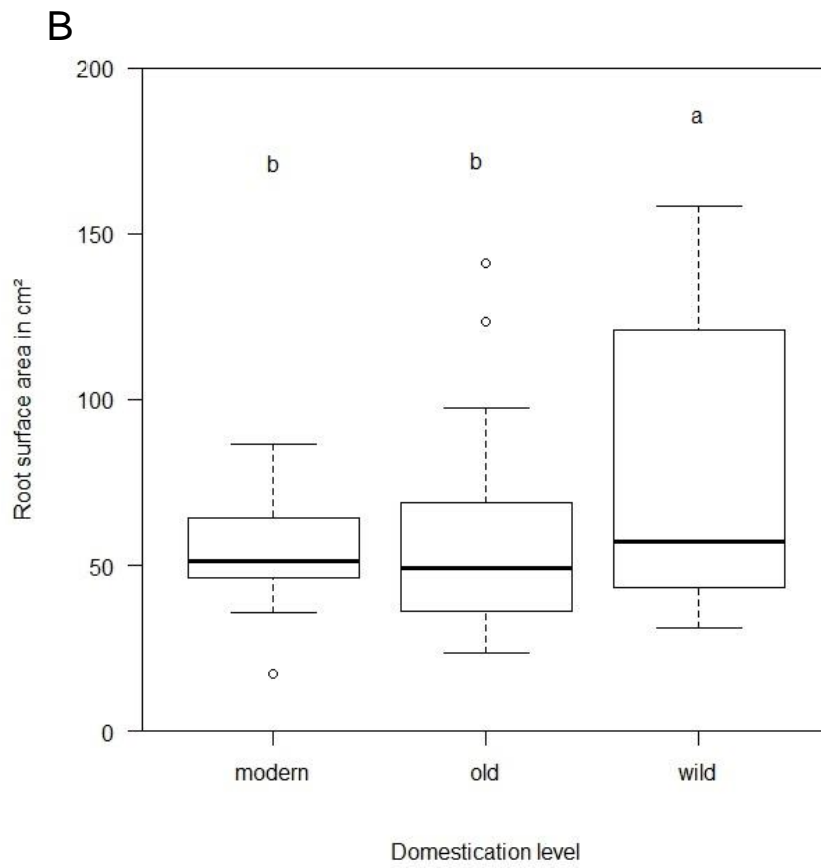 B
200
150
100
50
0
Root surface area in cm²
b
b
a
modern
old
wild
Domestication level